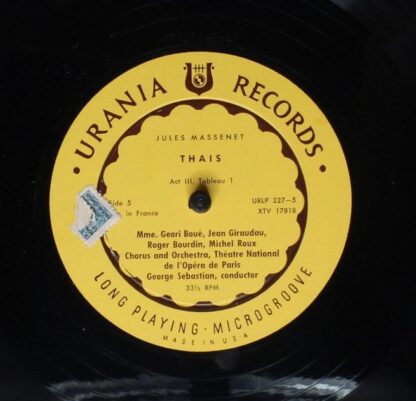 · URANIA RECORDS ·
JULES MASSENET
THAIS
Act III, Tableau 1
Side 5
URLP 227—5
in France
XTV 17818
Mme. Geori Boué, Jean Giraudou,
Roger Bourdin, Michel Roux
Chorus and Orchestra, Théatre National
de l'Opéra de Paris
George Sebastian, conductor
33⅓ RPM
LONG PLAYING · MICROGROOVE
MADE IN U.S.A.